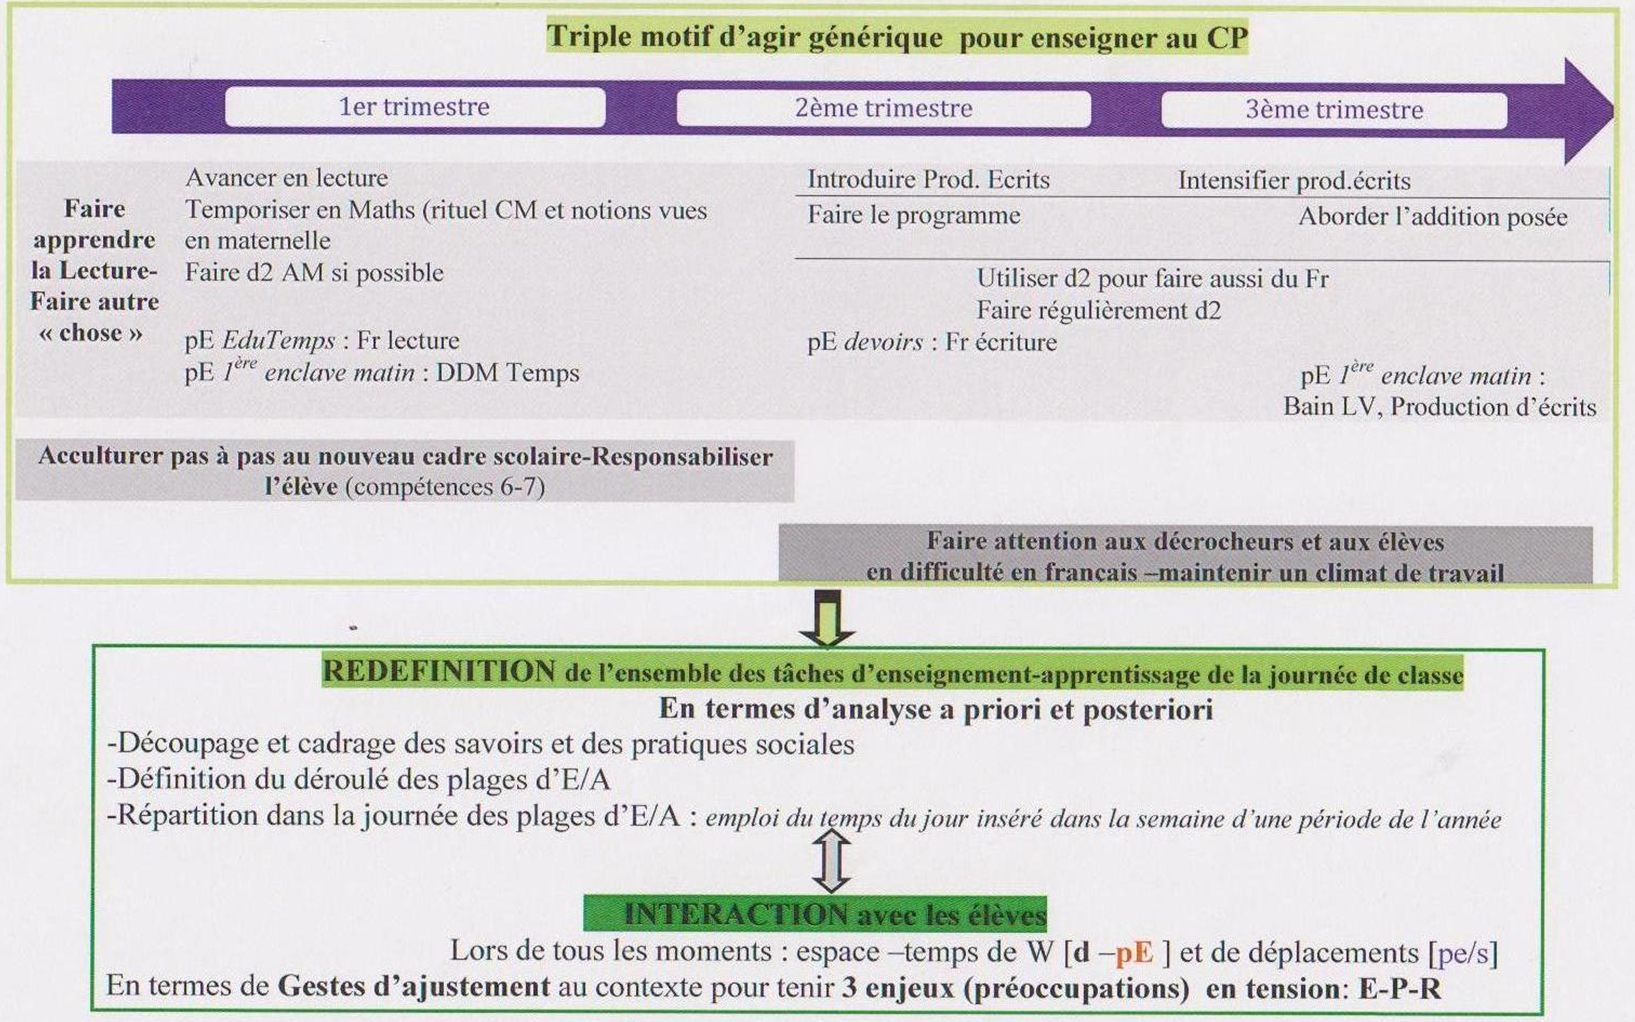 Triple motif d'agir générique pour enseigner au CP
1er trimestre
2ème trimestre
3ème trimestre
Faire
apprendre
la Lecture-
Faire autre
« chose »
Avancer en lecture
Temporiser en Maths (rituel CM et notions vues
en maternelle
Faire d2 AM si possible
pE EduTemps : Fr lecture
pE 1ère enclave matin : DDM Temps
Introduire Prod. Ecrits
Intensifier prod.écrits
Faire le programme
Aborder l'addition posée
Utiliser d2 pour faire aussi du Fr
Faire régulièrement d2
pE devoirs : Fr écriture
pE 1ère enclave matin :
Bain LV, Production d'écrits
Acculturer pas à pas au nouveau cadre scolaire-Responsabiliser
l'élève (compétences 6-7)
Faire attention aux décrocheurs et aux élèves
en difficulté en français –maintenir un climat de travail
REDEFINITION de l'ensemble des tâches d'enseignement-apprentissage de la journée de classe
En termes d'analyse a priori et posteriori
-Découpage et cadrage des savoirs et des pratiques sociales
-Définition du déroulé des plages d'E/A
-Répartition dans la journée des plages d'E/A : emploi du temps du jour inséré dans la semaine d'une période de l'année
INTERACTION avec les élèves
Lors de tous les moments : espace –temps de W [d –pE ] et de déplacements [pe/s]
En termes de Gestes d'ajustement au contexte pour tenir 3 enjeux (préoccupations) en tension: E-P-R